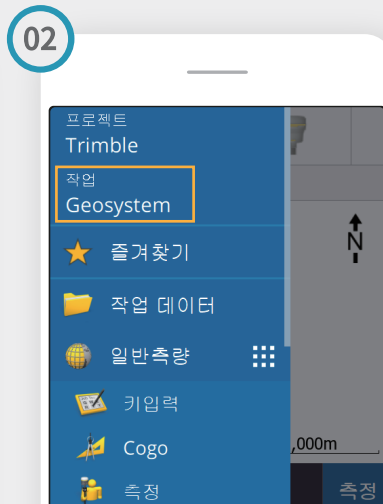 02
프로젝트
Trimble
작업
Geosystem
N
즐겨찾기
작업 데이터
일반측량
키입력
Cogo
,000m
측정
측정